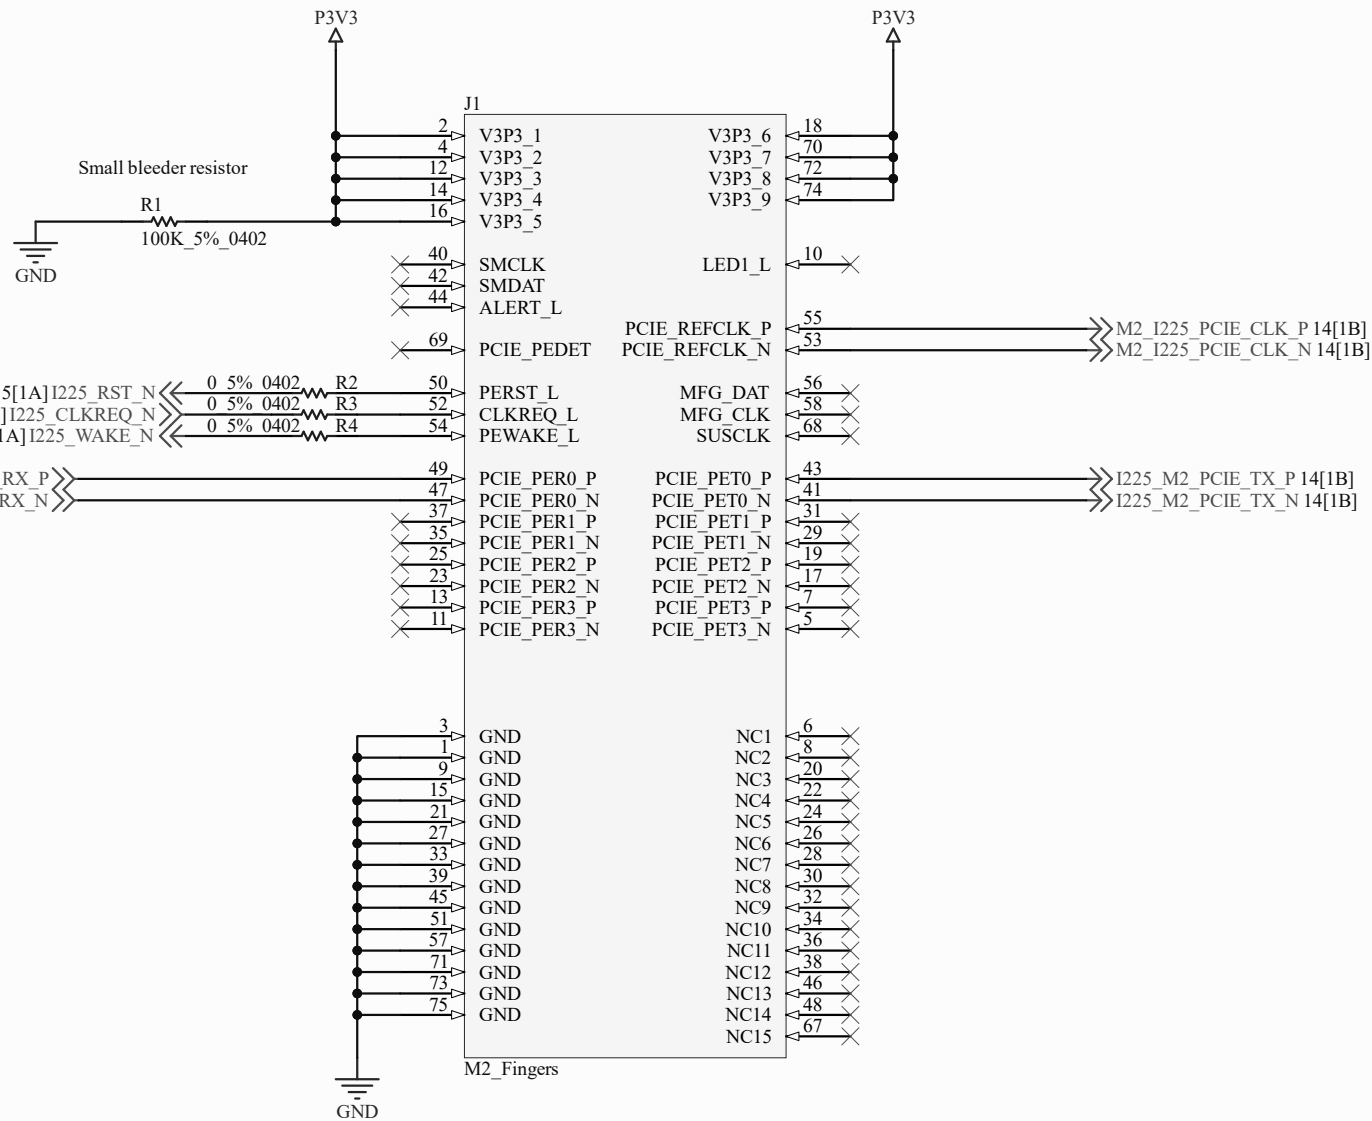 P3V3
P3V3
J1
2 V3P3_1 V3P3_6 18
4 V3P3_2 V3P3_7 70
12 V3P3_3 V3P3_8 72
14 V3P3_4 V3P3_9 74
16 V3P3_5
Small bleeder resistor
R1
100K_5%_0402
GND
40 SMCLK LED1_L 10
42 SMDAT
44 ALERT_L
PCIE_REFCLK_P 55 M2_I225_PCIE_CLK_P 14[1B]
69 PCIE_PEDET PCIE_REFCLK_N 53 M2_I225_PCIE_CLK_N 14[1B]
5[1A] I225_RST_N 0_5%_0402 R2 50 PERST_L MFG_DAT 56
] I225_CLKREQ_N 0_5%_0402 R3 52 CLKREQ_L MFG_CLK 58
1A] I225_WAKE_N 0_5%_0402 R4 54 PEWAKE_L SUSCLK 68
RX_P 49 PCIE_PER0_P PCIE_PET0_P 43 I225_M2_PCIE_TX_P 14[1B]
RX_N 47 PCIE_PER0_N PCIE_PET0_N 41 I225_M2_PCIE_TX_N 14[1B]
37 PCIE_PER1_P PCIE_PET1_P 31
35 PCIE_PER1_N PCIE_PET1_N 29
25 PCIE_PER2_P PCIE_PET2_P 19
23 PCIE_PER2_N PCIE_PET2_N 17
13 PCIE_PER3_P PCIE_PET3_P 7
11 PCIE_PER3_N PCIE_PET3_N 5
3 GND NC1 6
1 GND NC2 8
9 GND NC3 20
15 GND NC4 22
21 GND NC5 24
27 GND NC6 26
33 GND NC7 28
39 GND NC8 30
45 GND NC9 32
51 GND NC10 34
57 GND NC11 36
71 GND NC12 38
73 GND NC13 46
75 GND NC14 48
NC15 67
M2_Fingers
GND